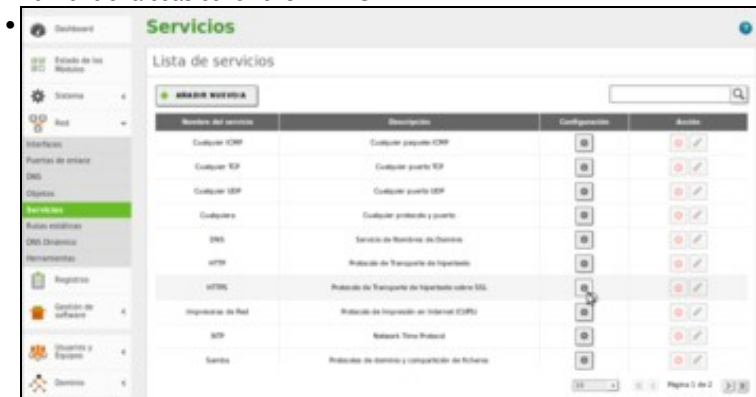 Dashboard
Servicios
Estado de los
Módulos
Lista de servicios
Sistema
AÑADIR NUEVO/A
Red
Nombre del servicio Descripción Configuración Acción
Interfaces
Cualquier ICMP Cualquier paquete ICMP
Puertas de enlace
Cualquier TCP Cualquier puerto TCP
DNS
Objetos
Cualquier UDP Cualquier puerto UDP
Servicios
Cualquiera Cualquier protocolo y puerto
Rutas estáticas
DNS Dinámico
DNS Servicio de Nombres de Dominio
Herramientas
HTTP Protocolo de Transporte de hipertexto
Registros
HTTPS Protocolo de Transporte de hipertexto sobre SSL
Gestión de
software
Impresoras de Red Protocolo de Impresión en Internet (CUPS)
NTP Network Time Protocol
Usuarios y
Equipos
Samba Protocolos de dominio y compartición de ficheros
Dominio
10 Página 1 de 2